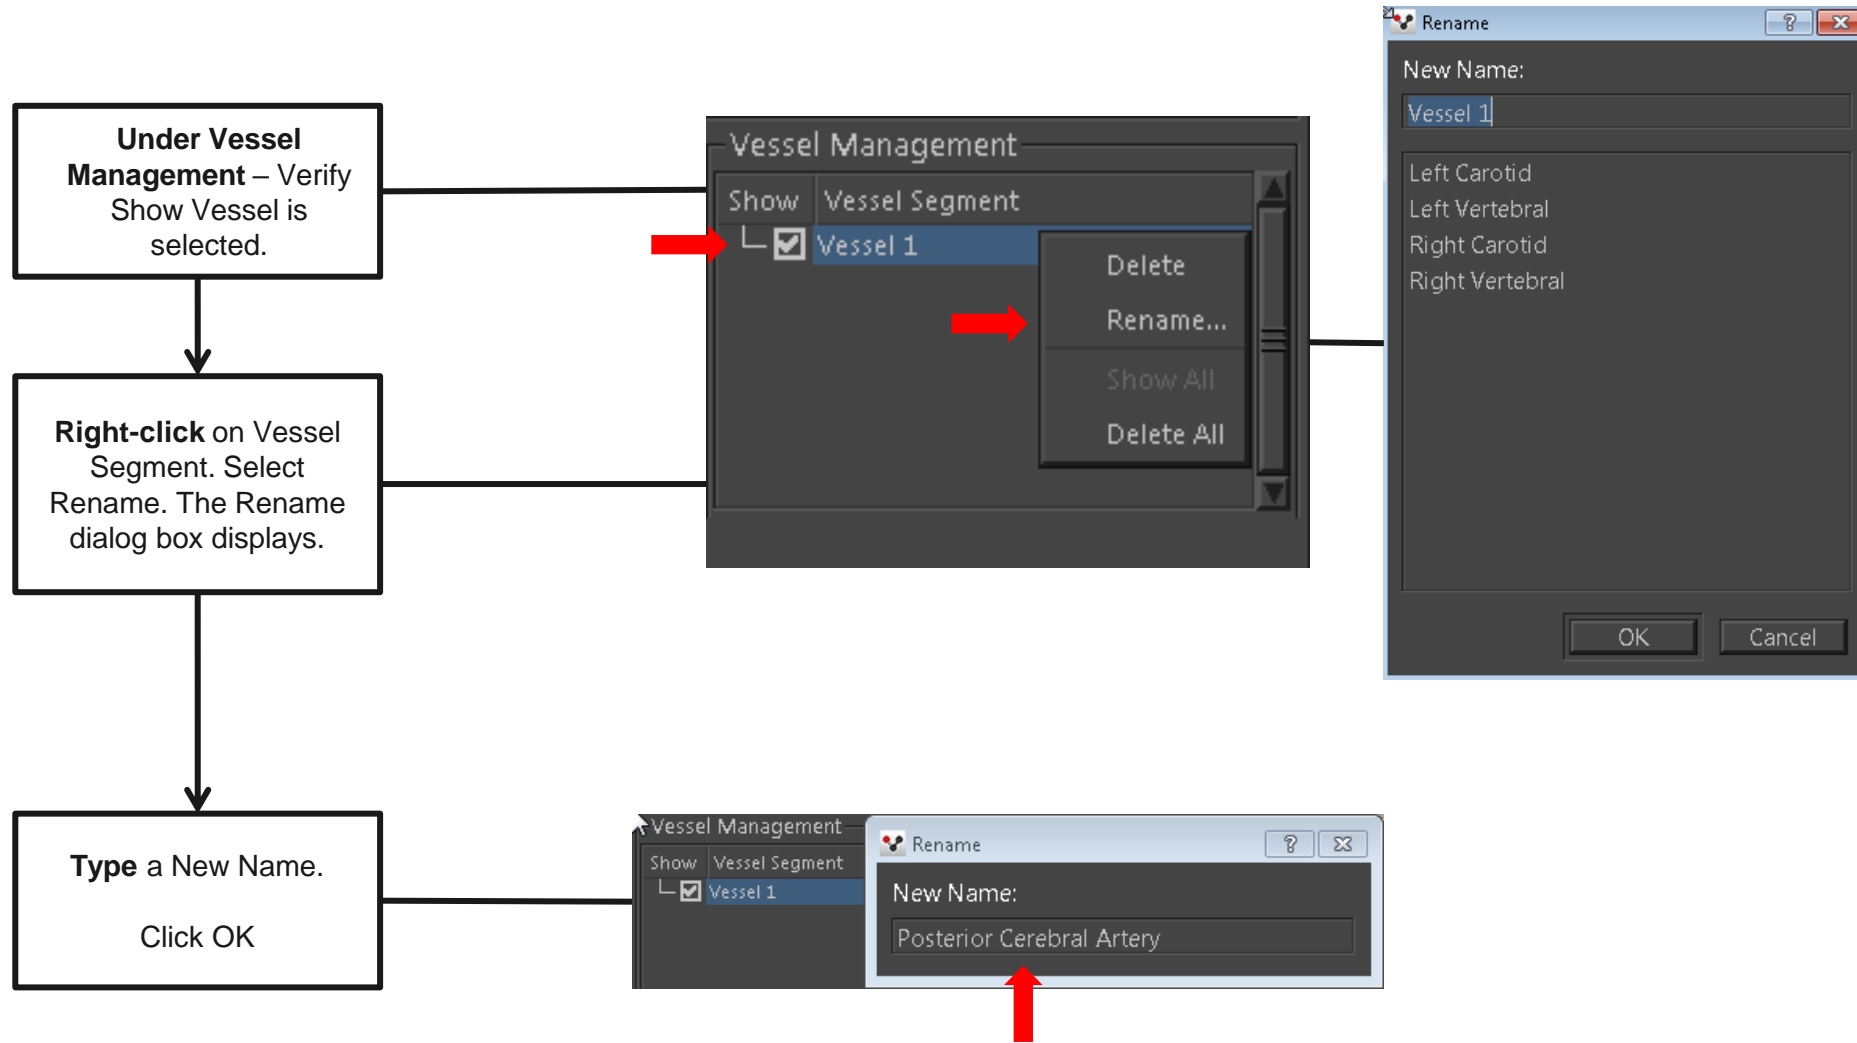 Under Vessel
Management – Verify
Show Vessel is
selected.
Right-click on Vessel
Segment. Select
Rename. The Rename
dialog box displays.
Type a New Name.
Click OK
Vessel Management
Show Vessel Segment
Vessel 1
Delete
Rename...
Show All
Delete All
Rename
New Name:
Vessel 1
Left Carotid
Left Vertebral
Right Carotid
Right Vertebral
OK Cancel
Vessel Management
Show Vessel Segment
Vessel 1
Rename
New Name:
Posterior Cerebral Artery